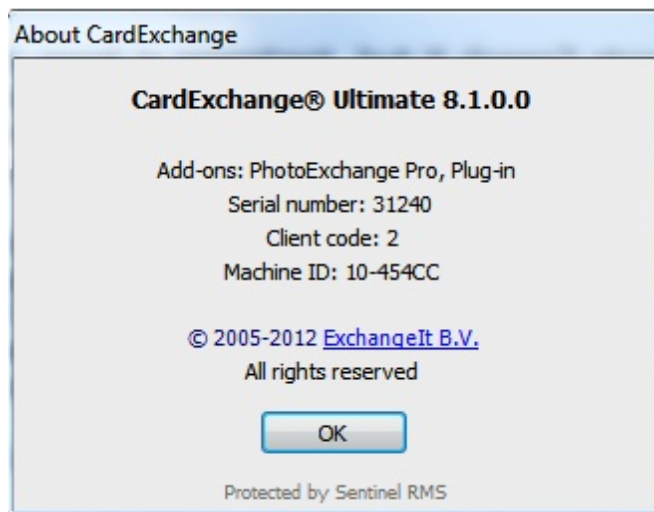 About CardExchange
CardExchange® Ultimate 8.1.0.0
Add-ons: PhotoExchange Pro, Plug-in
Serial number: 31240
Client code: 2
Machine ID: 10-454CC
© 2005-2012 ExchangeIt B.V.
All rights reserved
OK
Protected by Sentinel RMS